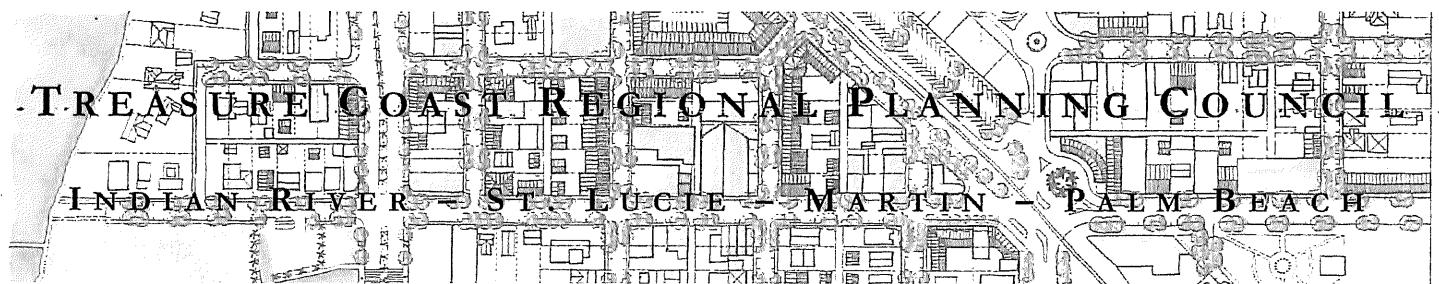 TREASURE COAST REGIONAL PLANNING COUNCIL
INDIAN RIVER – ST. LUCIE – MARTIN – PALM BEACH